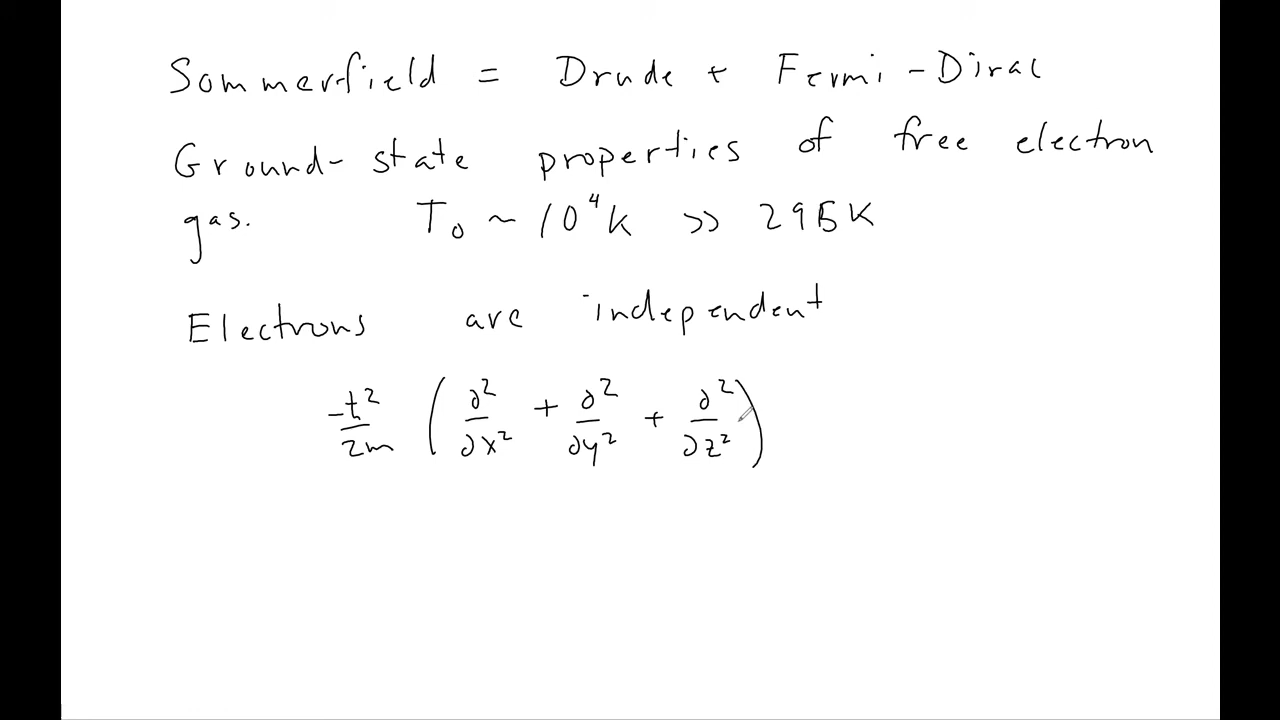 Sommerfield = Drude + Fermi-Dirac
Ground-state properties of free electron
gas. T₀ ~ 10⁴K >> 295K
Electrons are independent
-ħ²/2m (∂²/∂x² + ∂²/∂y² + ∂²/∂z²)